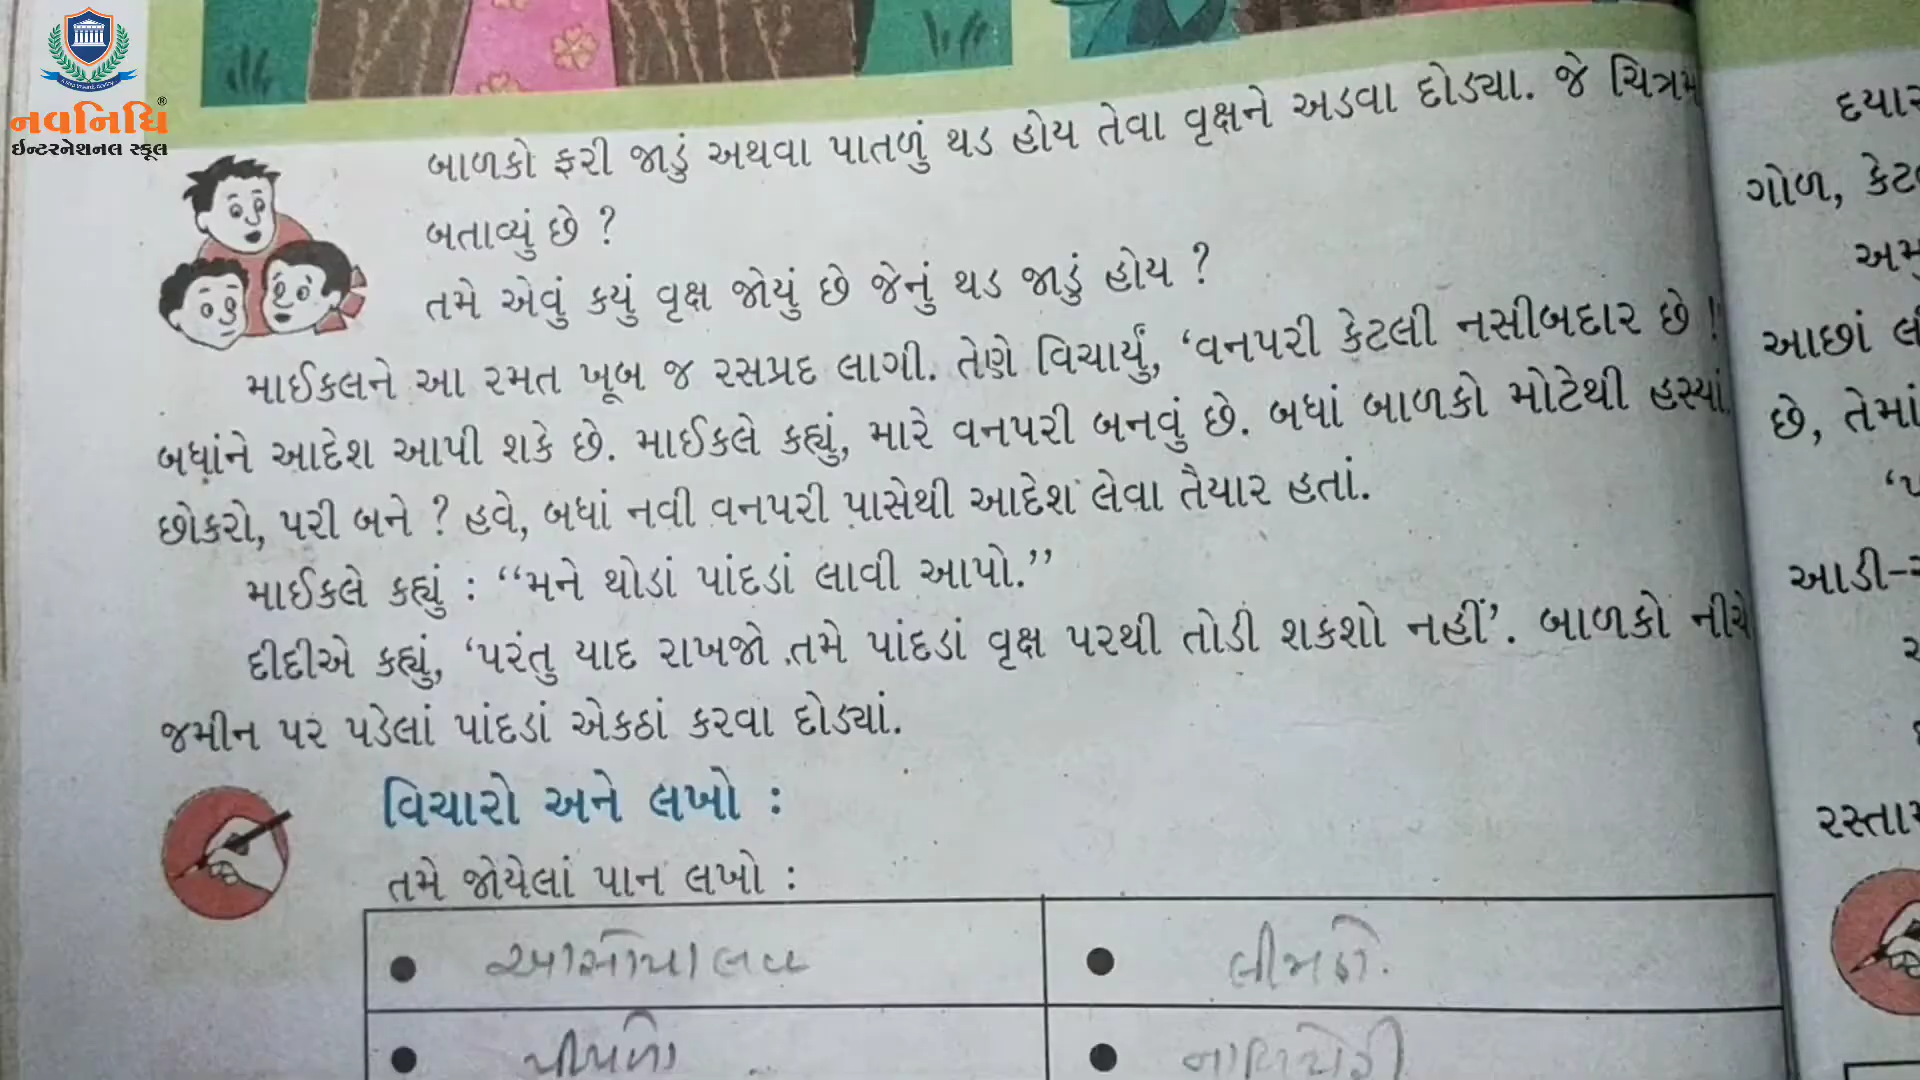 નવનિધિ®
ઈન્ટરનેશનલ સ્કૂલ
બાળકો ફરી જાડું અથવા પાતળું થડ હોય તેવા વૃક્ષને અડવા દોડ્યા. જે ચિત્રમ
બતાવ્યું છે ?
તમે એવું કયું વૃક્ષ જોયું છે જેનું થડ જાડું હોય ?
માઈકલને આ રમત ખૂબ જ રસપ્રદ લાગી. તેણે વિચાર્યું, ‘વનપરી કેટલી નસીબદાર છે !
બધાંને આદેશ આપી શકે છે. માઈકલે કહ્યું, મારે વનપરી બનવું છે. બધાં બાળકો મોટેથી હસ્યાં
છોકરો, પરી બને ? હવે, બધાં નવી વનપરી પાસેથી આદેશ લેવા તૈયાર હતાં.
માઈકલે કહ્યું : “મને થોડાં પાંદડાં લાવી આપો.”
દીદીએ કહ્યું, ‘પરંતુ યાદ રાખજો તમે પાંદડાં વૃક્ષ પરથી તોડી શકશો નહીં’. બાળકો નીચે
જમીન પર પડેલાં પાંદડાં એકઠાં કરવા દોડ્યાં.
વિચારો અને લખો :
તમે જોયેલાં પાન લખો :
• આસોપાલવ
• લીમડો.
• પીપળો
• નાળિયેરી
ગોળ,
આછાં
છે, તેમાં
આડી-